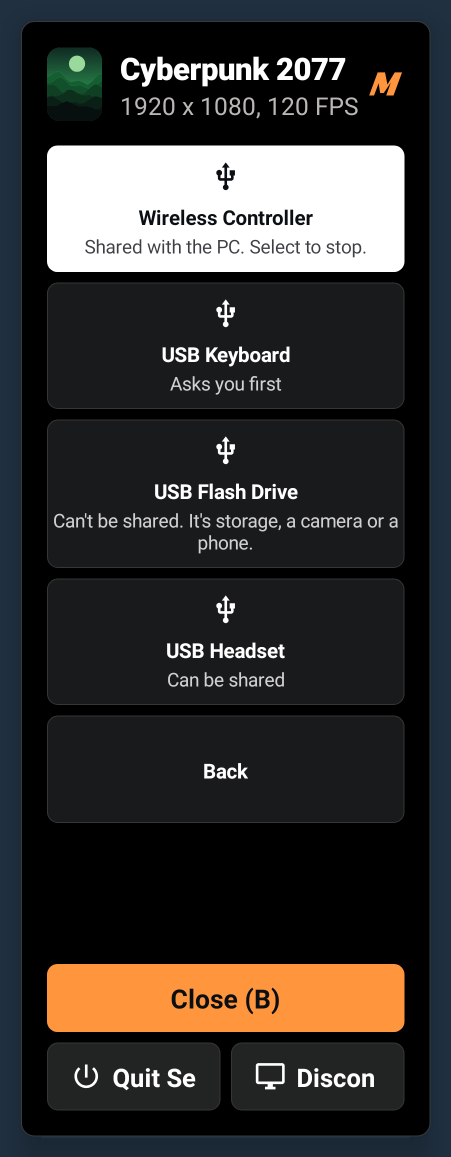 Cyberpunk 2077
1920 x 1080, 120 FPS
Wireless Controller
Shared with the PC. Select to stop.
USB Keyboard
Asks you first
USB Flash Drive
Can't be shared. It's storage, a camera or a
phone.
USB Headset
Can be shared
Back
Close (B)
Quit Se
Discon